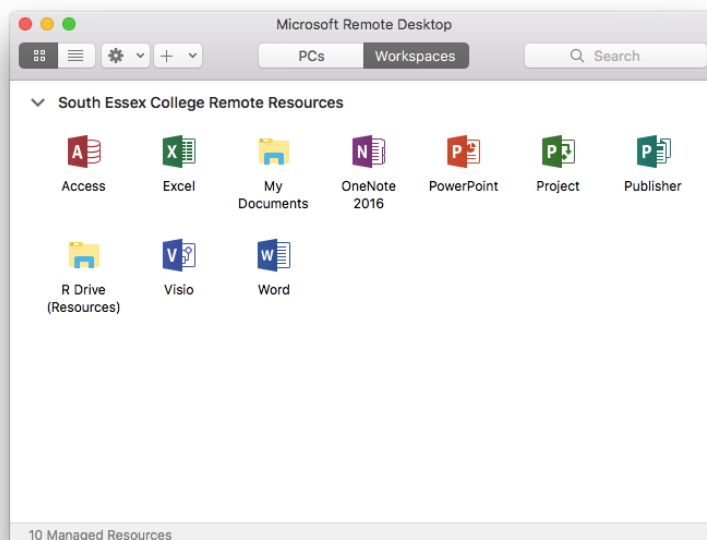 Microsoft Remote Desktop
PCs Workspaces Search
South Essex College Remote Resources
A X N P P P
Access Excel My Documents OneNote 2016 PowerPoint Project Publisher
V W
R Drive (Resources) Visio Word
10 Managed Resources